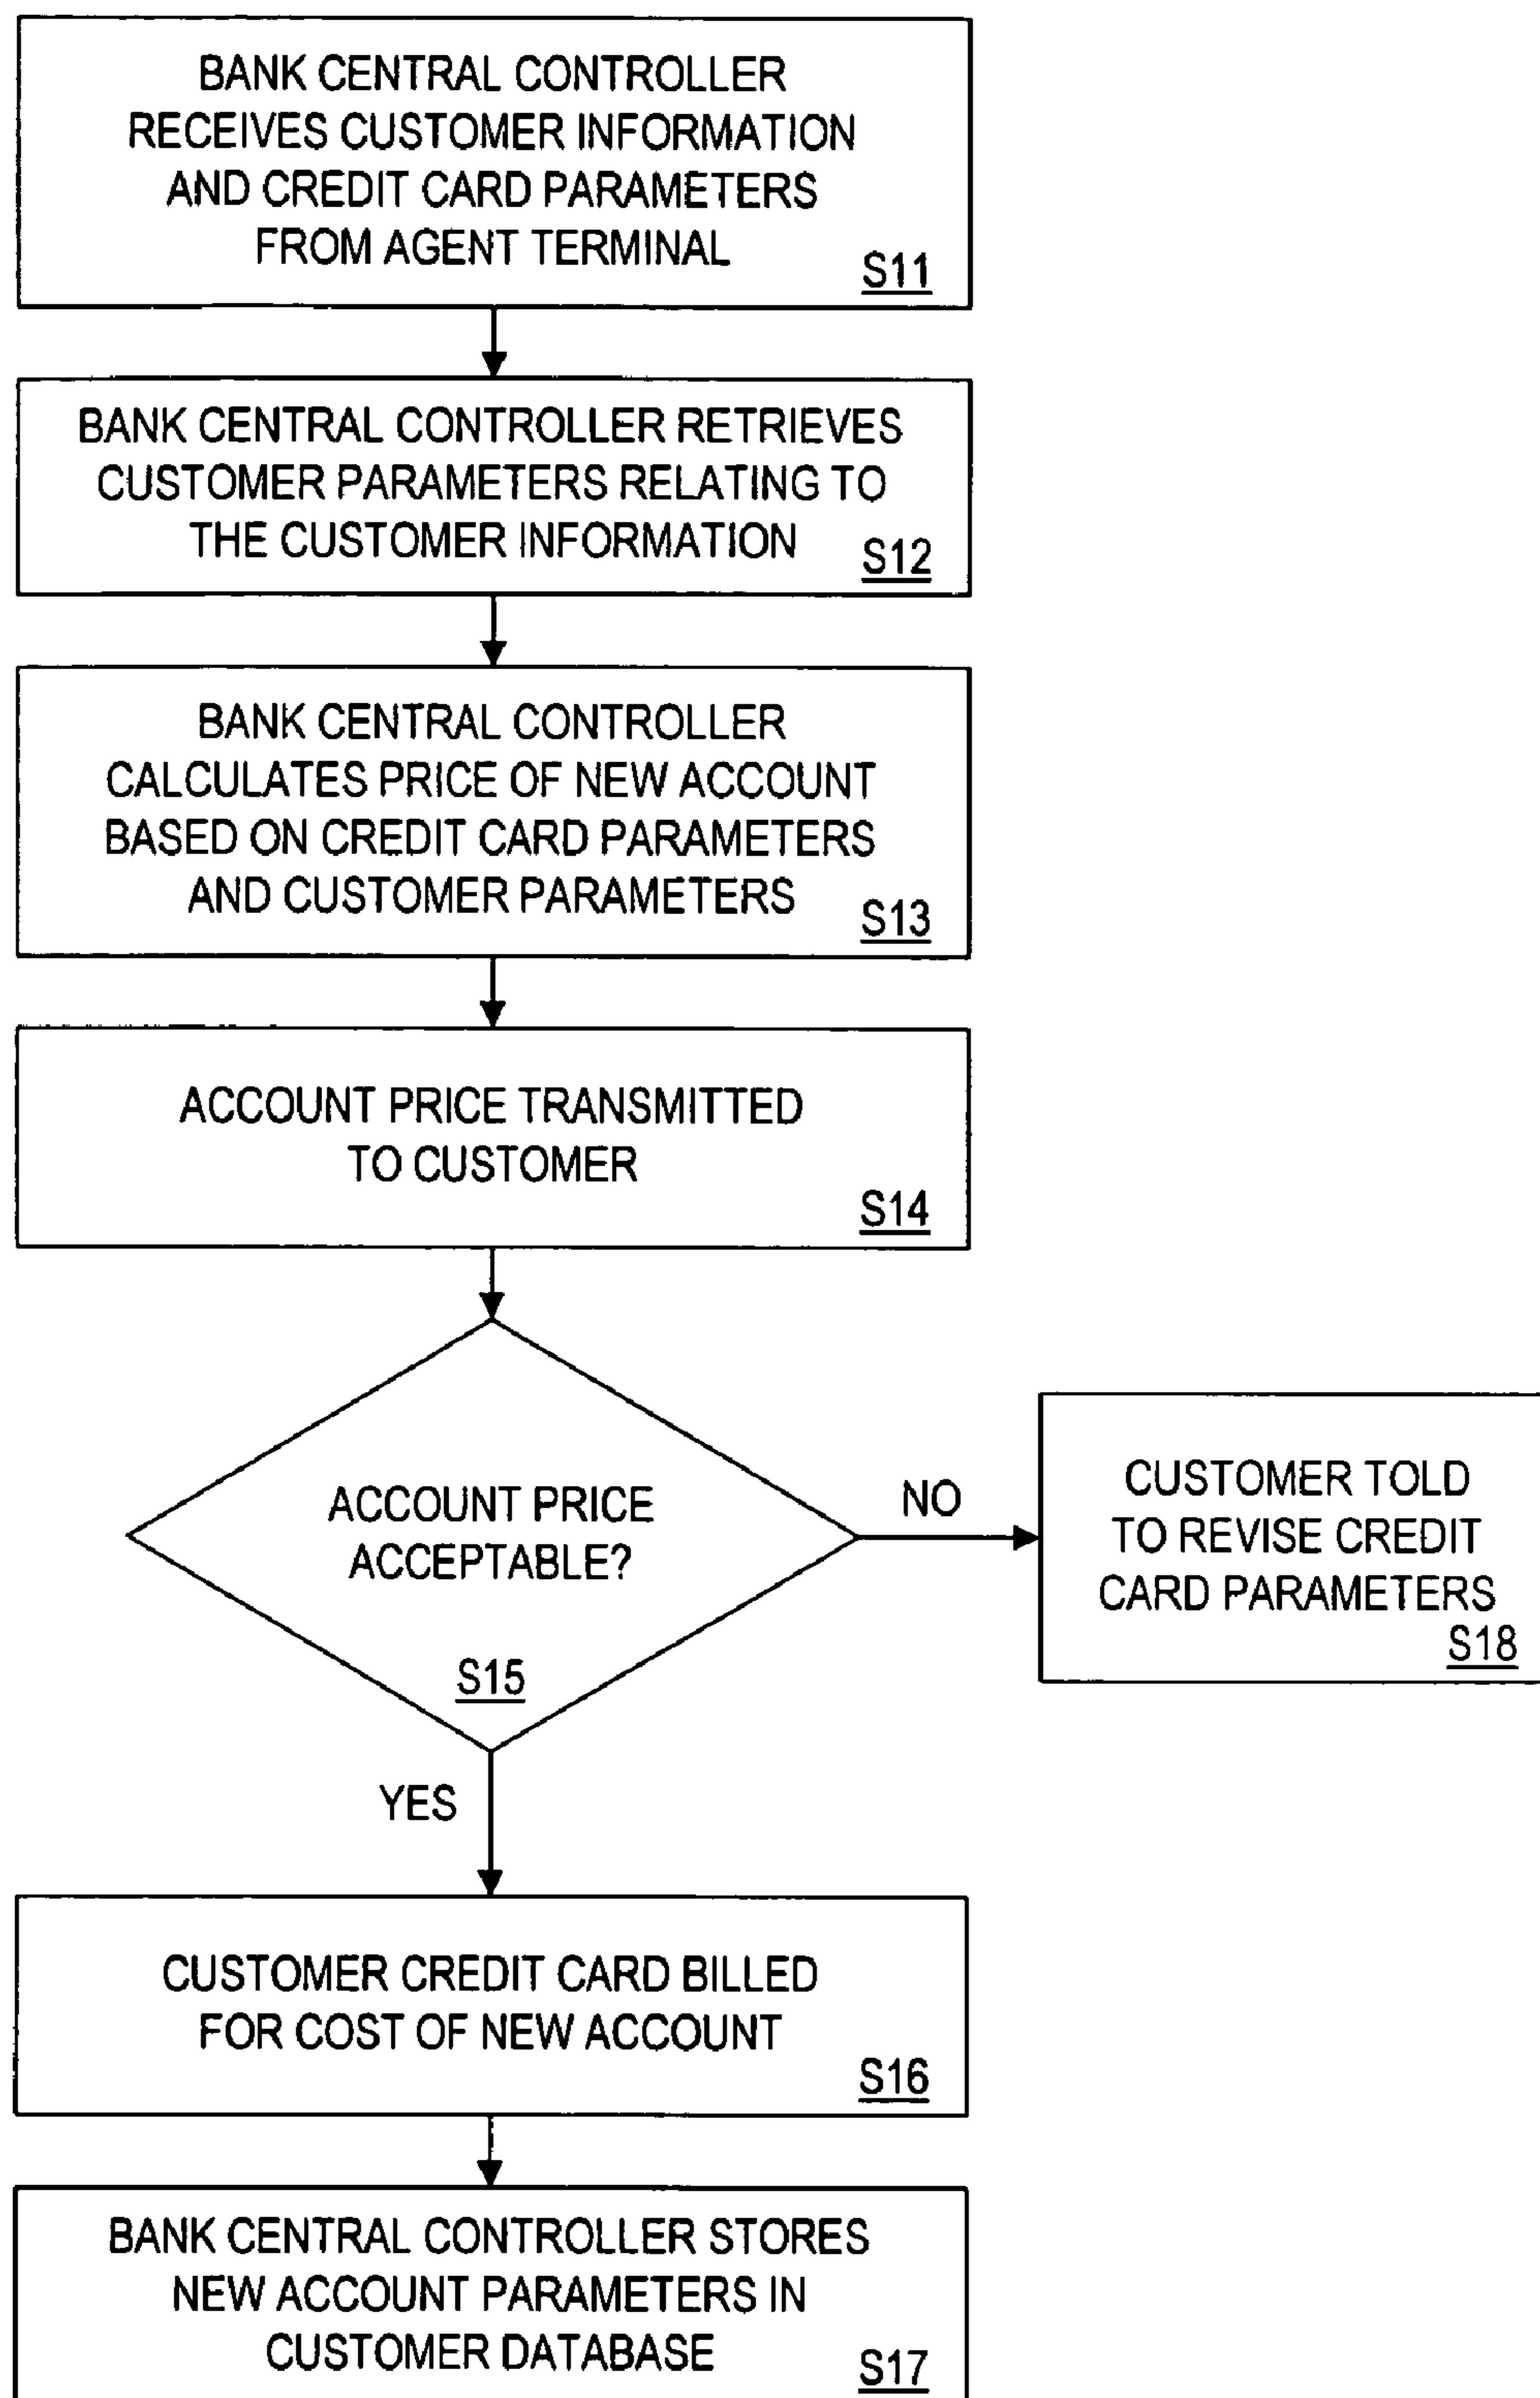 BANK CENTRAL CONTROLLER
RECEIVES CUSTOMER INFORMATION
AND CREDIT CARD PARAMETERS
FROM AGENT TERMINAL
S11
BANK CENTRAL CONTROLLER RETRIEVES
CUSTOMER PARAMETERS RELATING TO
THE CUSTOMER INFORMATION
S12
BANK CENTRAL CONTROLLER
CALCULATES PRICE OF NEW ACCOUNT
BASED ON CREDIT CARD PARAMETERS
AND CUSTOMER PARAMETERS
S13
ACCOUNT PRICE TRANSMITTED
TO CUSTOMER
S14
ACCOUNT PRICE
ACCEPTABLE?
S15
NO
CUSTOMER TOLD
TO REVISE CREDIT
CARD PARAMETERS
S18
YES
CUSTOMER CREDIT CARD BILLED
FOR COST OF NEW ACCOUNT
S16
BANK CENTRAL CONTROLLER STORES
NEW ACCOUNT PARAMETERS IN
CUSTOMER DATABASE
S17